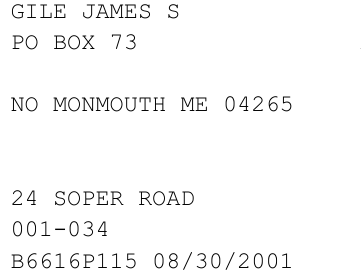 GILE JAMES S
PO BOX 73
NO MONMOUTH ME 04265
24 SOPER ROAD
001-034
B6616P115 08/30/2001